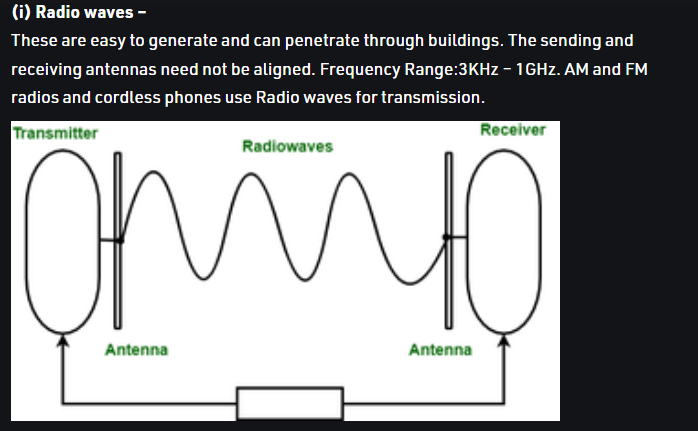 (i) Radio waves –
These are easy to generate and can penetrate through buildings. The sending and
receiving antennas need not be aligned. Frequency Range:3KHz – 1GHz. AM and FM
radios and cordless phones use Radio waves for transmission.
Transmitter
Radiowaves
Receiver
Antenna
Antenna